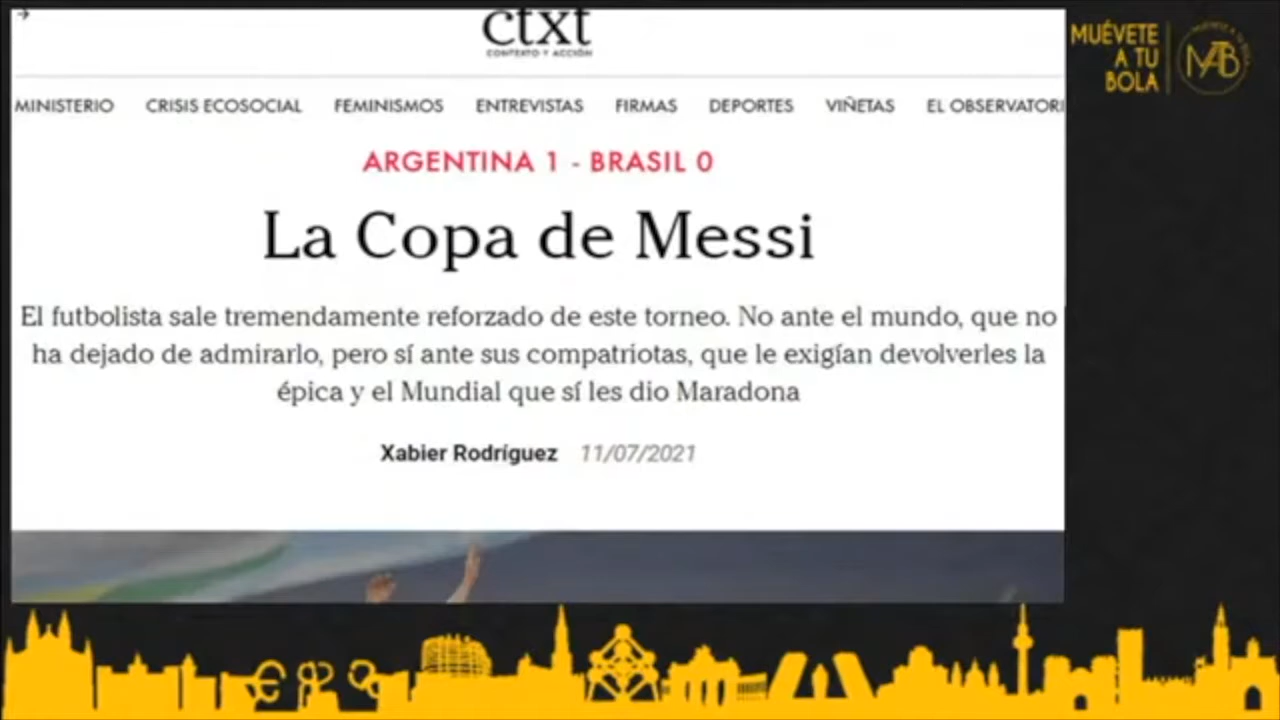 ctxt
CONTEXTO Y ACCIÓN
MUÉVETE
A TU
BOLA
MATB
MINISTERIO CRISIS ECOSOCIAL FEMINISMOS ENTREVISTAS FIRMAS DEPORTES VIÑETAS EL OBSERVATORI
ARGENTINA 1 - BRASIL 0
La Copa de Messi
El futbolista sale tremendamente reforzado de este torneo. No ante el mundo, que no
ha dejado de admirarlo, pero sí ante sus compatriotas, que le exigían devolverles la
épica y el Mundial que sí les dio Maradona
Xabier Rodríguez 11/07/2021